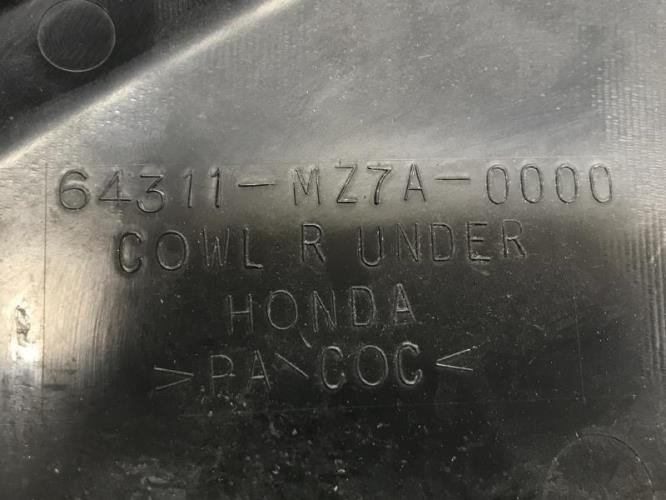 64311-MZ7A-0000
COWL R UNDER
HONDA
>PA\COC<